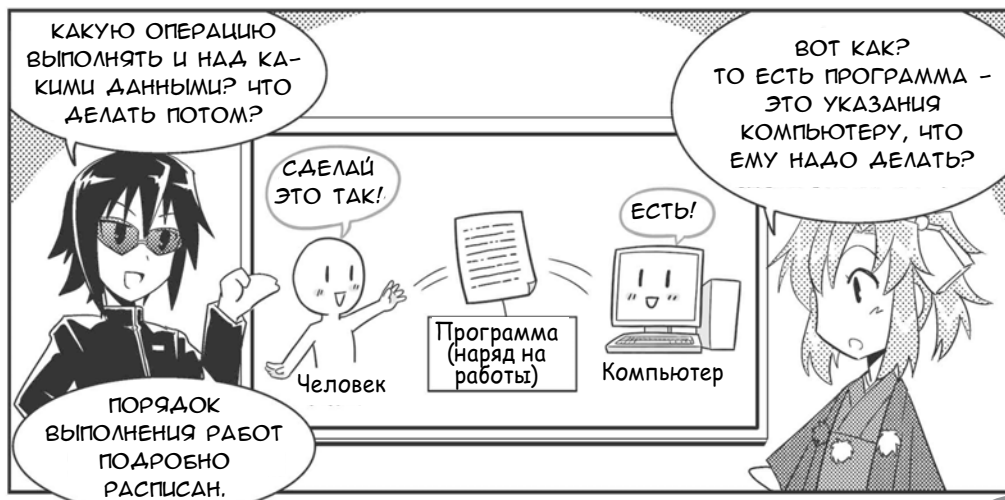 КАКУЮ ОПЕРАЦИЮ
ВЫПОЛНЯТЬ И НАД КА-
КИМИ ДАННЫМИ? ЧТО
ДЕЛАТЬ ПОТОМ?
ВОТ КАК?
ТО ЕСТЬ ПРОГРАММА -
ЭТО УКАЗАНИЯ
КОМПЬЮТЕРУ, ЧТО
ЕМУ НАДО ДЕЛАТЬ?
СДЕЛАЙ
ЭТО ТАК!
ЕСТЬ!
Программа
(наряд на
работы)
Человек
Компьютер
ПОРЯДОК
ВЫПОЛНЕНИЯ РАБОТ
ПОДРОБНО
РАСПИСАН.